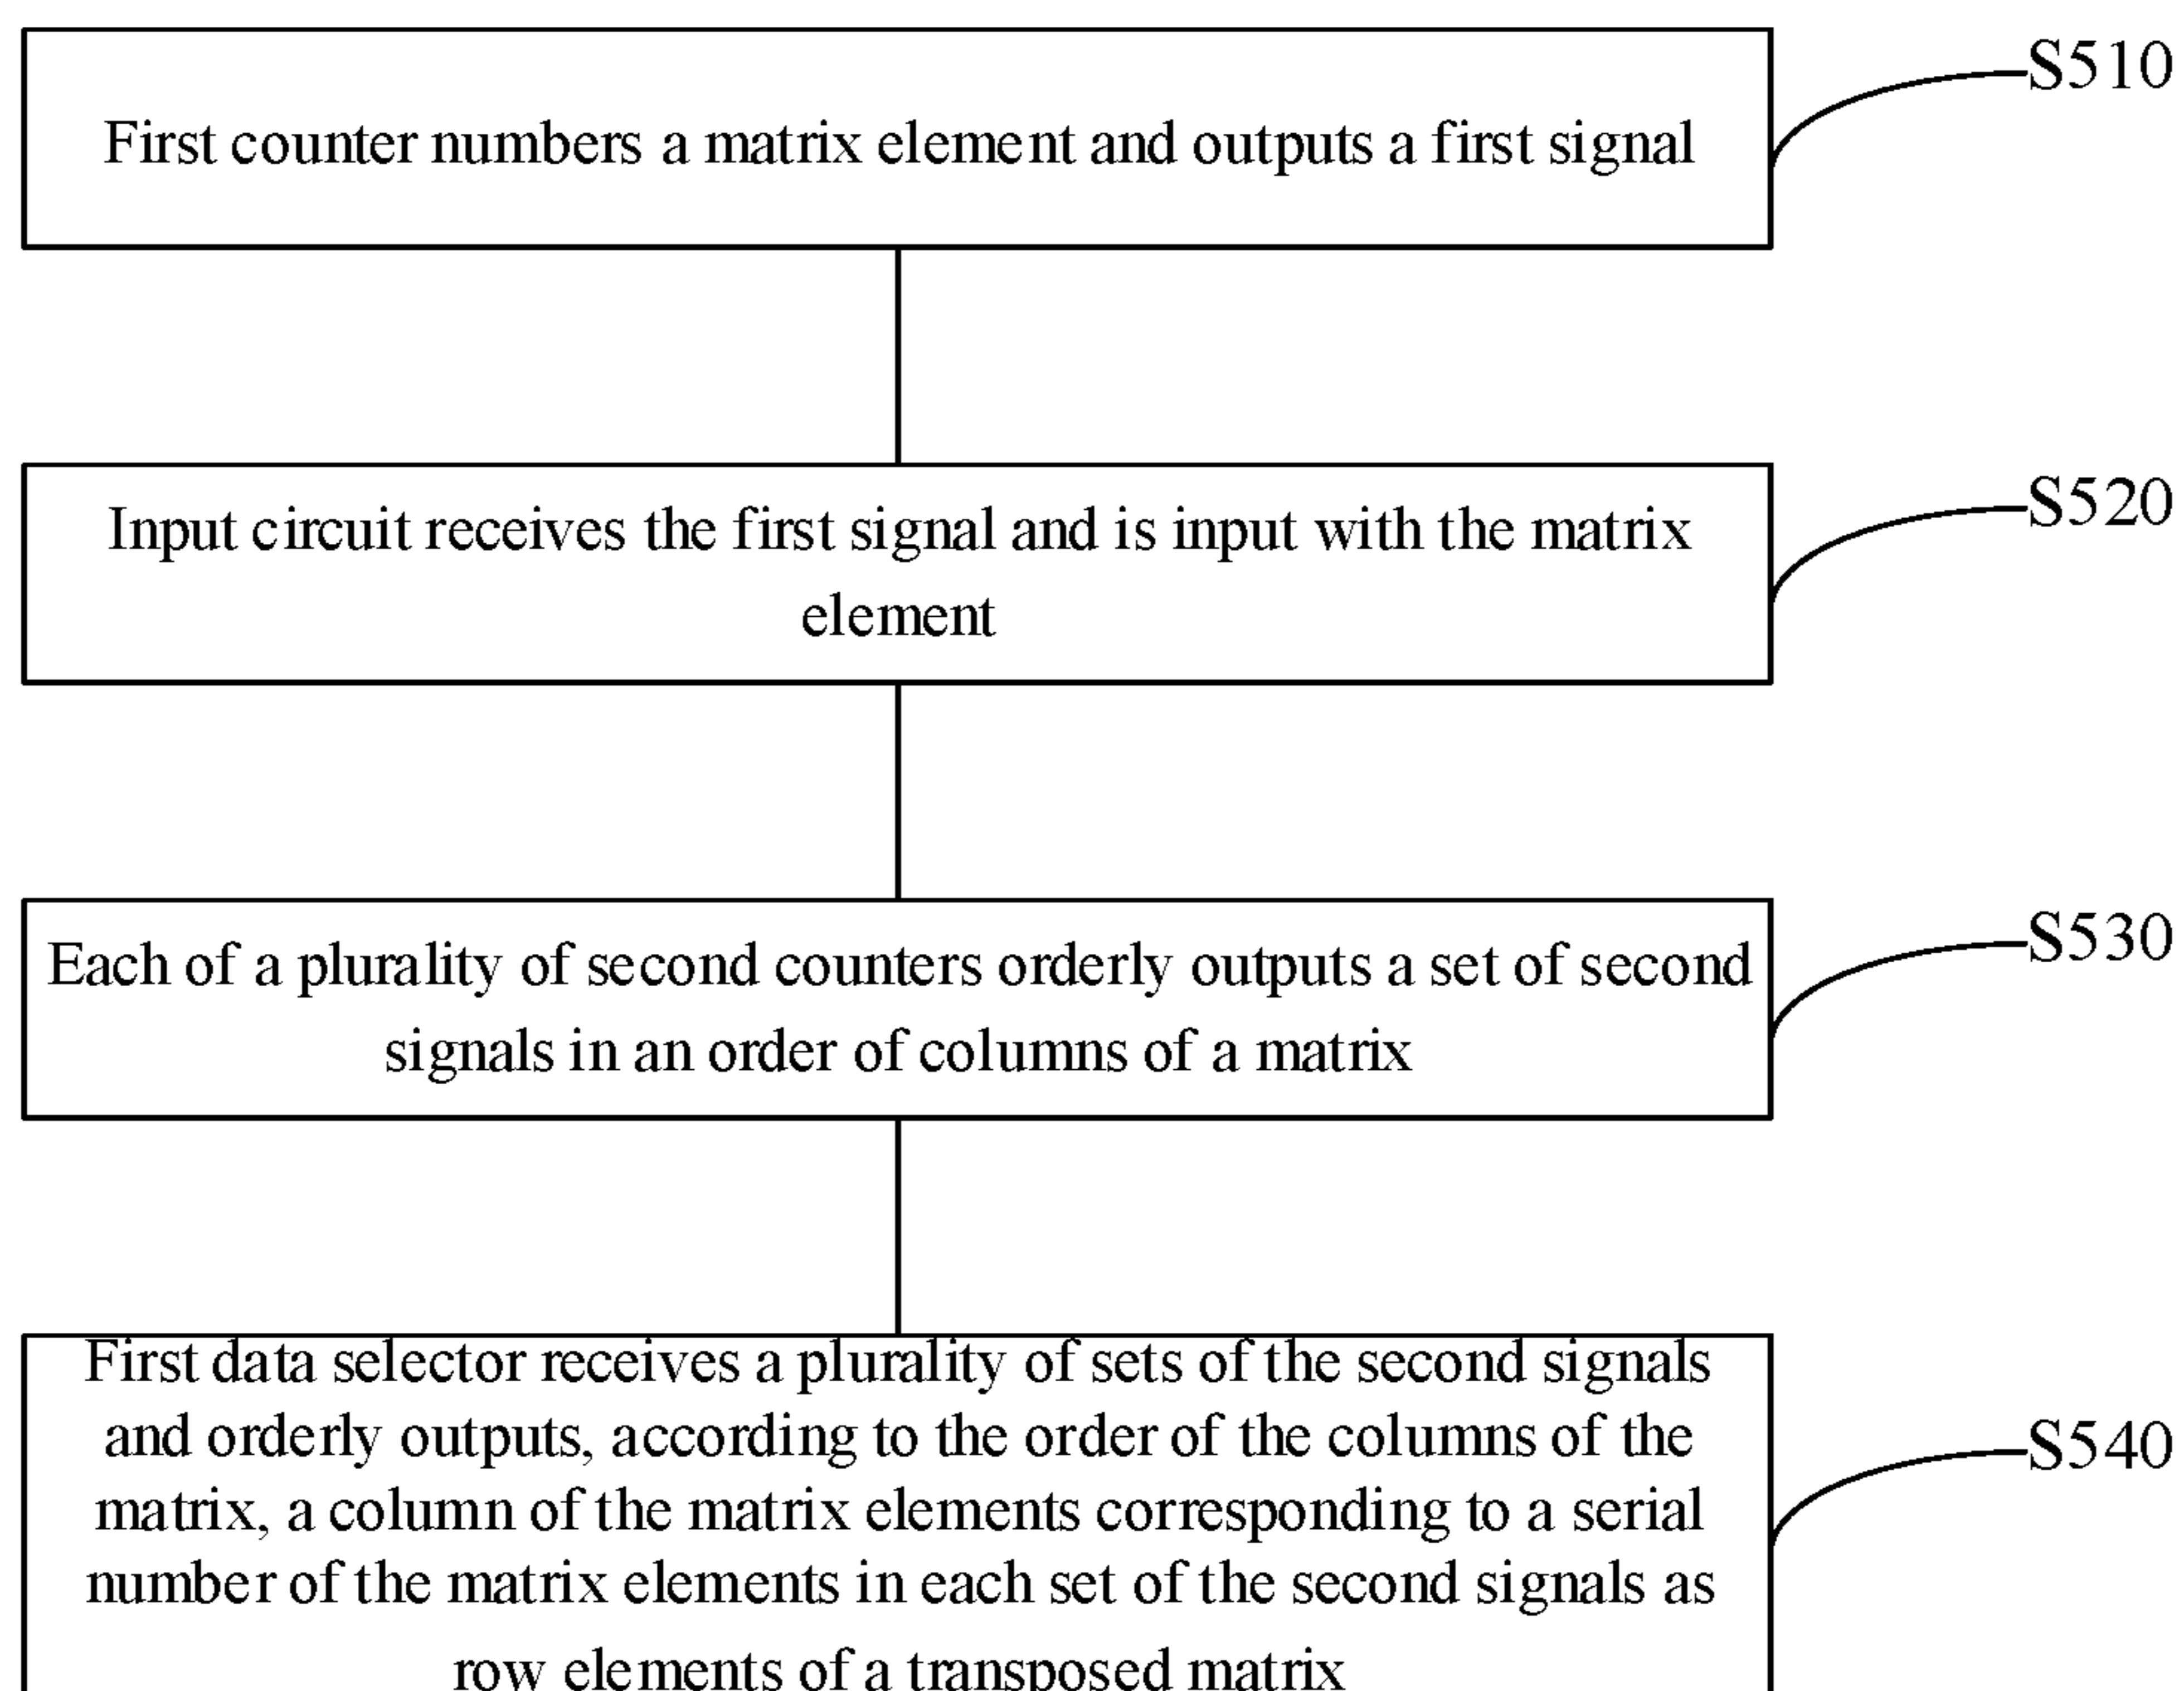 S510
First counter numbers a matrix element and outputs a first signal
S520
Input circuit receives the first signal and is input with the matrix
element
S530
Each of a plurality of second counters orderly outputs a set of second
signals in an order of columns of a matrix
First data selector receives a plurality of sets of the second signals
and orderly outputs, according to the order of the columns of the
S540
matrix, a column of the matrix elements corresponding to a serial
number of the matrix elements in each set of the second signals as
row elements of a transposed matrix